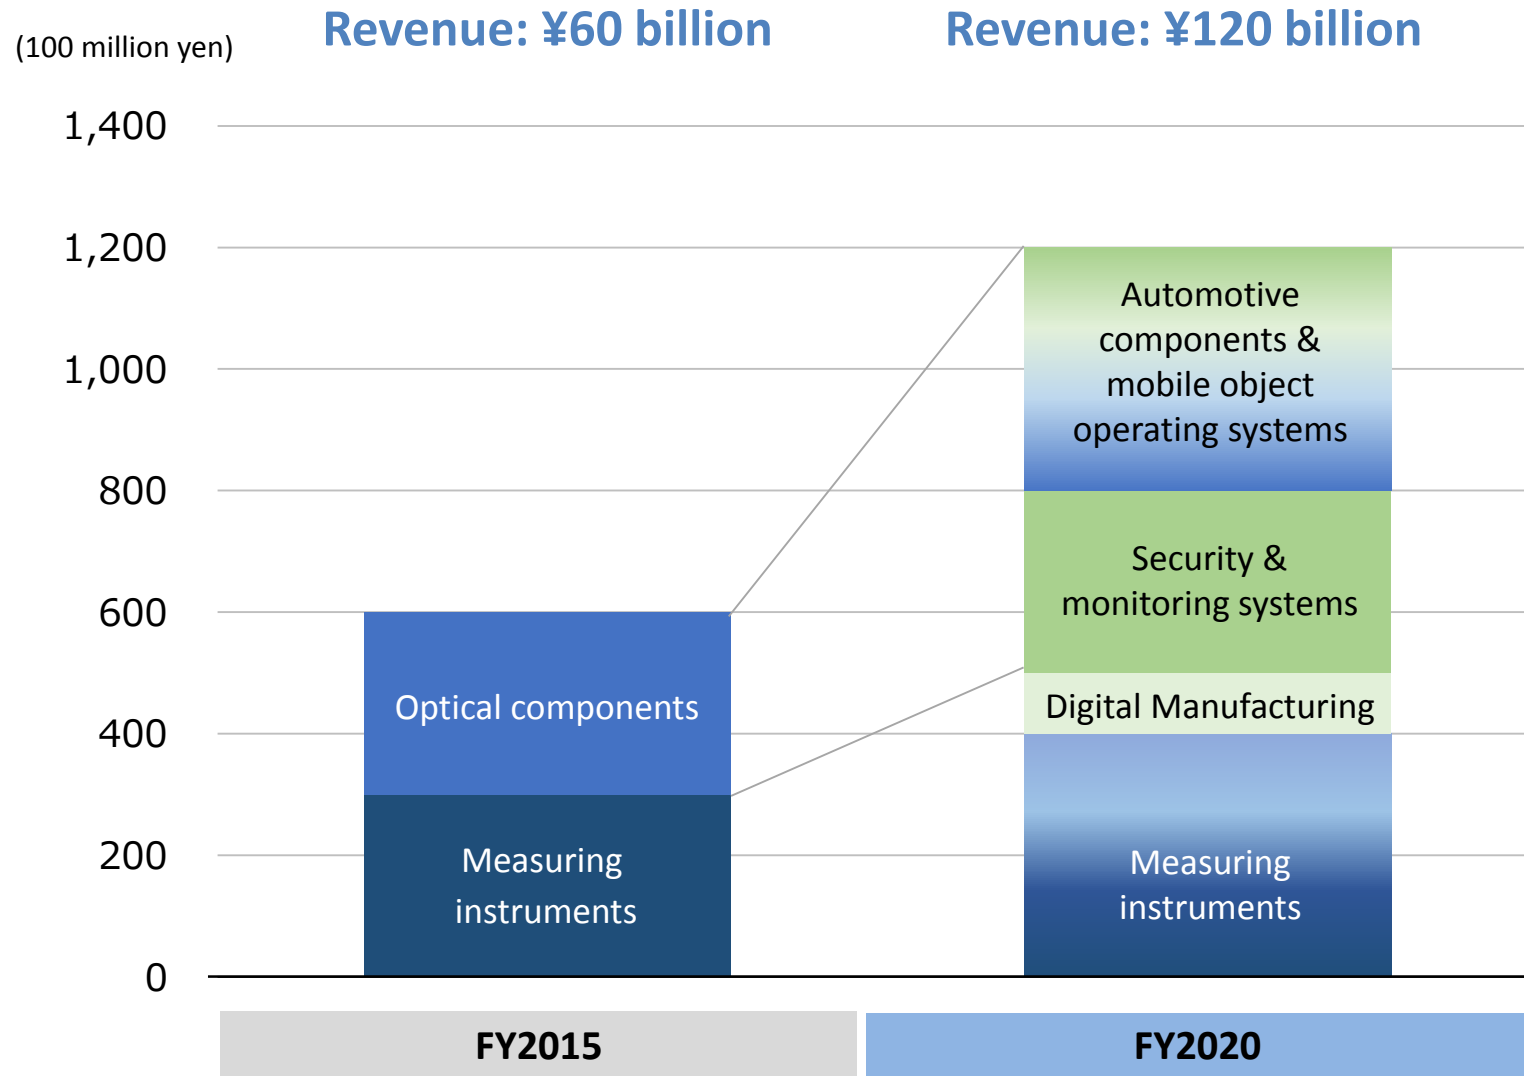 Revenue: ¥60 billion
Revenue: ¥120 billion
(100 million yen)
1,400
1,200
1,000
800
600
400
200
0
Optical components
Measuring
instruments
Automotive
components &
mobile object
operating systems
Security &
monitoring systems
Digital Manufacturing
Measuring
instruments
FY2015
FY2020